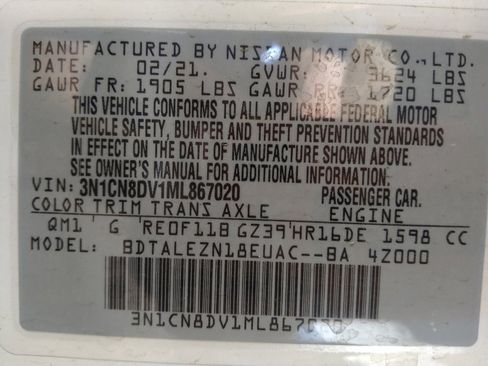 MANUFACTURED BY NISSAN MOTOR CO., LTD.
DATE: 02/21. GVWR 3624 LBS
GAWR FR: 1905 LBS GAWR RR: 1720 LBS
THIS VEHICLE CONFORMS TO ALL APPLICABLE FEDERAL MOTOR
VEHICLE SAFETY, BUMPER AND THEFT PREVENTION STANDARDS
IN EFFECT ON THE DATE OF MANUFACTURE SHOWN ABOVE.
SEE OWNER'S MANUAL FOR ADDITIONAL INFORMATION.
VIN: 3N1CN8DV1ML867020 PASSENGER CAR.
COLOR TRIM TRANS AXLE ENGINE
QM1 G RE0F11B GZ39 HR16DE 1598 CC
MODEL: BDTALEZN18EUAC--BA 4Z000
3N1CN8DV1ML867020